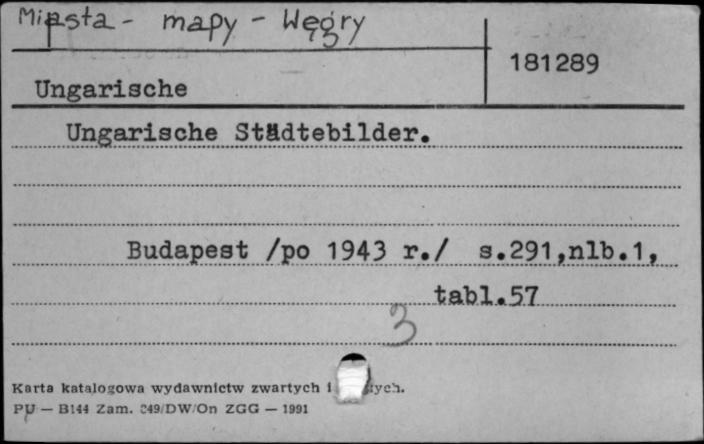 Miasta - mapy - Węgry
181289
Ungarische
Ungarische Städtebilder.
Budapest /po 1943 r./ s.291,nlb.1,
tabl.57
3
Karta katalogowa wydawnictw zwartych i
PU — B144 Zam. 249/DW/On ZGG — 1991